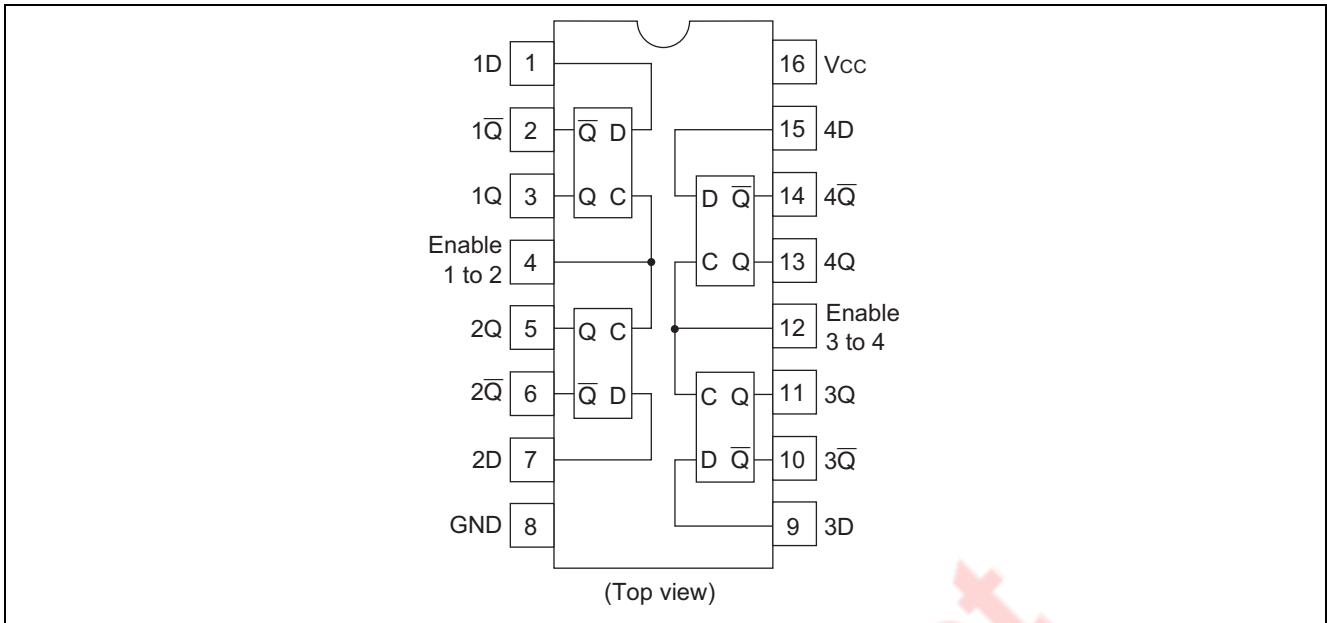 1D 1 16 Vcc
1Q̅ 2 Q̅ D 15 4D
1Q 3 Q C D Q̅ 14 4Q̅
Enable
1 to 2 4 C Q 13 4Q
2Q 5 Q C 12 Enable
3 to 4
2Q̅ 6 Q̅ D C Q 11 3Q
2D 7 D Q̅ 10 3Q̅
GND 8 9 3D
(Top view)